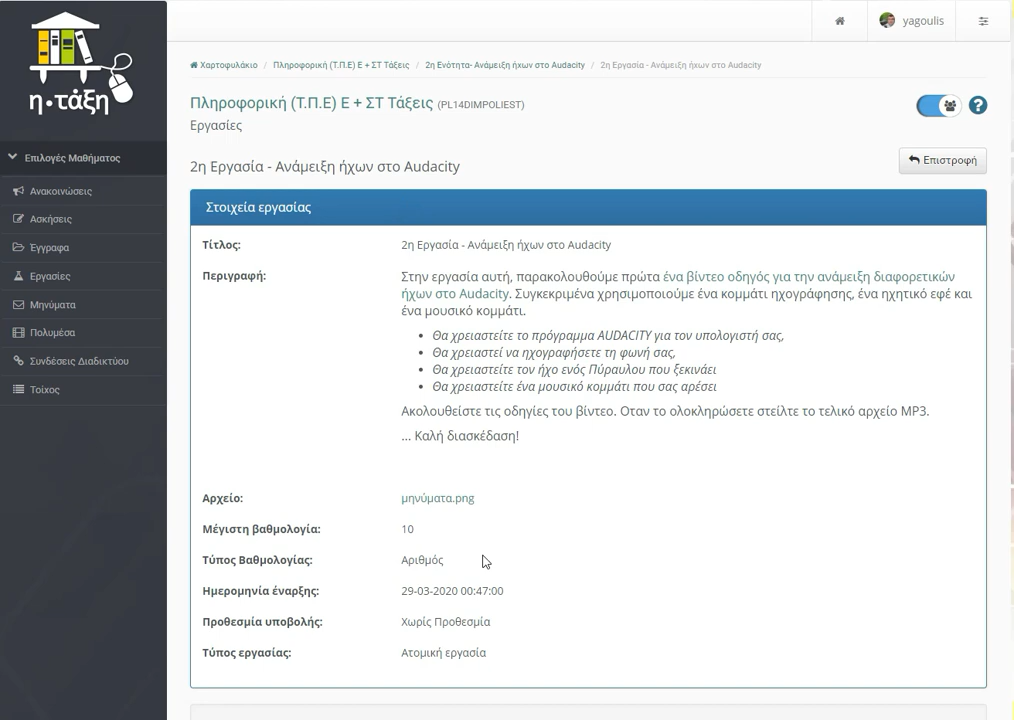 η·τάξη
yagoulis
Χαρτοφυλάκιο / Πληροφορική (Τ.Π.Ε) Ε + ΣΤ Τάξεις / 2η Ενότητα- Ανάμειξη ήχων στο Audacity / 2η Εργασία - Ανάμειξη ήχων στο Audacity
Πληροφορική (Τ.Π.Ε) Ε + ΣΤ Τάξεις (PL14DIMPOLIEST)
Εργασίες
Επιλογές Μαθήματος
Ανακοινώσεις
Ασκήσεις
Έγγραφα
Εργασίες
Μηνύματα
Πολυμέσα
Συνδέσεις Διαδικτύου
Τοίχος
2η Εργασία - Ανάμειξη ήχων στο Audacity
Επιστροφή
Στοιχεία εργασίας
Τίτλος: 2η Εργασία - Ανάμειξη ήχων στο Audacity
Περιγραφή: Στην εργασία αυτή, παρακολουθούμε πρώτα ένα βίντεο οδηγός για την ανάμειξη διαφορετικών
ήχων στο Audacity. Συγκεκριμένα χρησιμοποιούμε ένα κομμάτι ηχογράφησης, ένα ηχητικό εφέ και
ένα μουσικό κομμάτι.
• Θα χρειαστείτε το πρόγραμμα AUDACITY για τον υπολογιστή σας,
• Θα χρειαστεί να ηχογραφήσετε τη φωνή σας,
• Θα χρειαστείτε τον ήχο ενός Πύραυλου που ξεκινάει
• Θα χρειαστείτε ένα μουσικό κομμάτι που σας αρέσει
Ακολουθείστε τις οδηγίες του βίντεο. Οταν το ολοκληρώσετε στείλτε το τελικό αρχείο MP3.
... Καλή διασκέδαση!
Αρχείο: μηνύματα.png
Μέγιστη βαθμολογία: 10
Τύπος Βαθμολογίας: Αριθμός
Ημερομηνία έναρξης: 29-03-2020 00:47:00
Προθεσμία υποβολής: Χωρίς Προθεσμία
Τύπος εργασίας: Ατομική εργασία